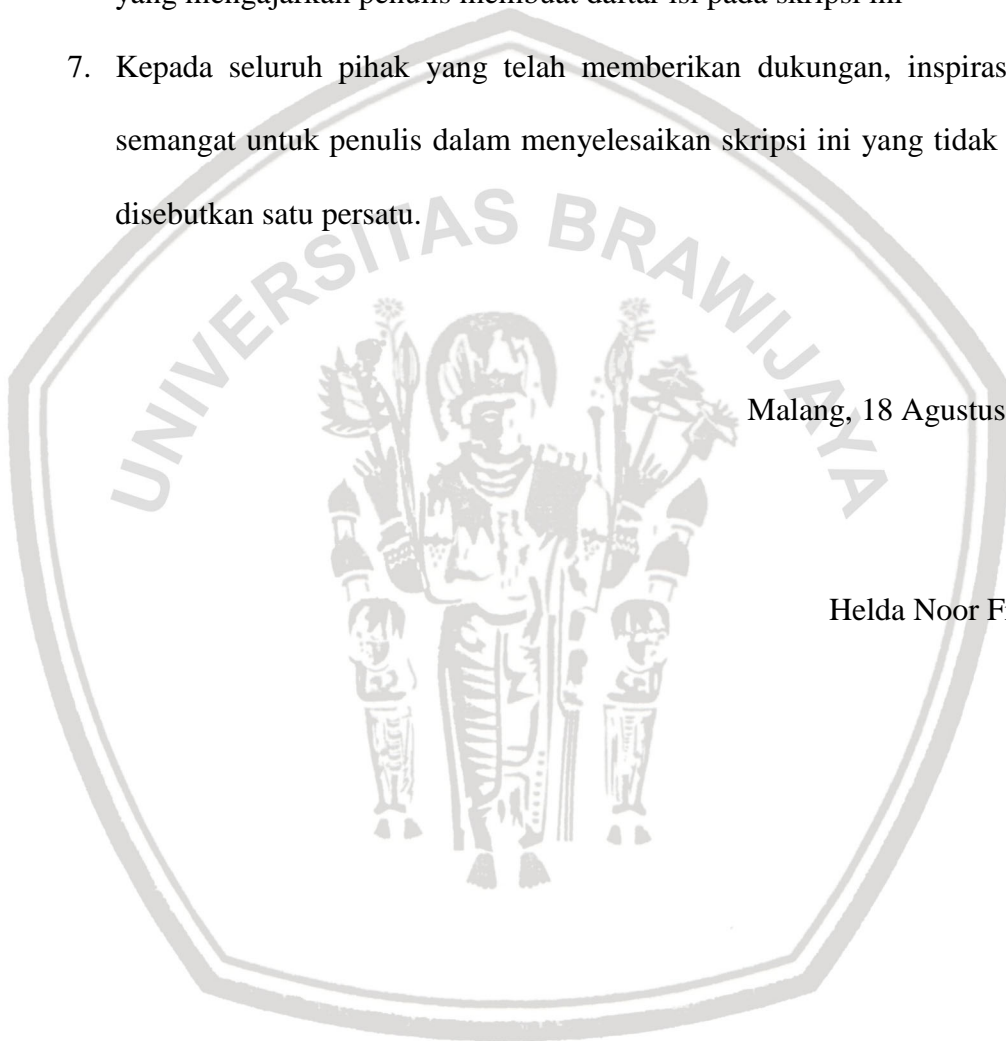 yang mengajarkan penulis membuat daftar isi pada skripsi ini
7. Kepada seluruh pihak yang telah memberikan dukungan, inspiras
semangat untuk penulis dalam menyelesaikan skripsi ini yang tidak
disebutkan satu persatu.
UNIVERSITAS BRAWIJAYA
Malang, 18 Agustus
Helda Noor F